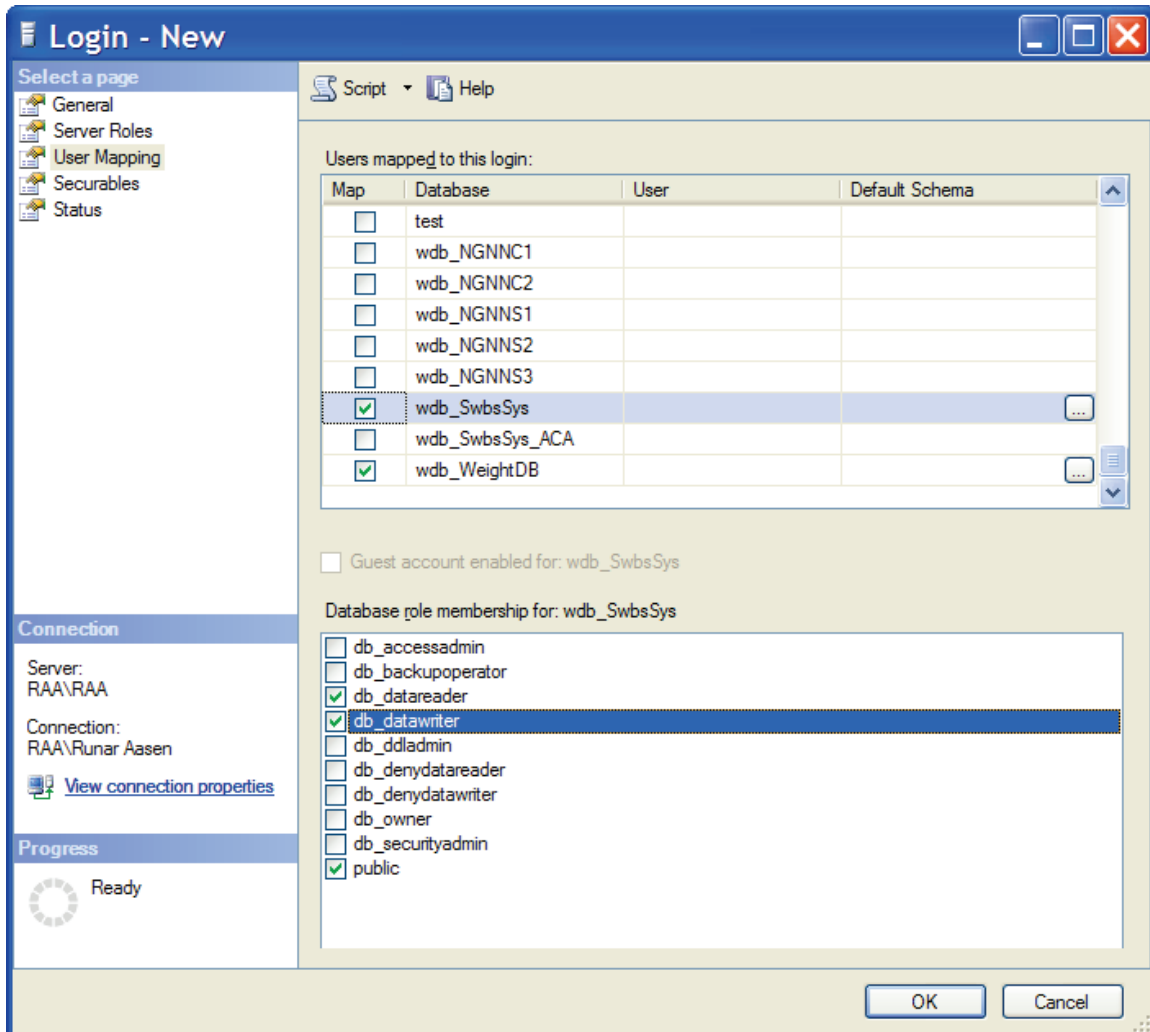 Login - New
Select a page
General
Server Roles
User Mapping
Securables
Status
Script Help
Users mapped to this login:
Map Database User Default Schema
test
wdb_NGNNC1
wdb_NGNNC2
wdb_NGNNS1
wdb_NGNNS2
wdb_NGNNS3
wdb_SwbsSys ...
wdb_SwbsSys_ACA
wdb_WeightDB ...
Guest account enabled for: wdb_SwbsSys
Database role membership for: wdb_SwbsSys
db_accessadmin
db_backupoperator
db_datareader
db_datawriter
db_ddladmin
db_denydatareader
db_denydatawriter
db_owner
db_securityadmin
public
Connection
Server:
RAA\RAA
Connection:
RAA\Runar Aasen
View connection properties
Progress
Ready
OK Cancel